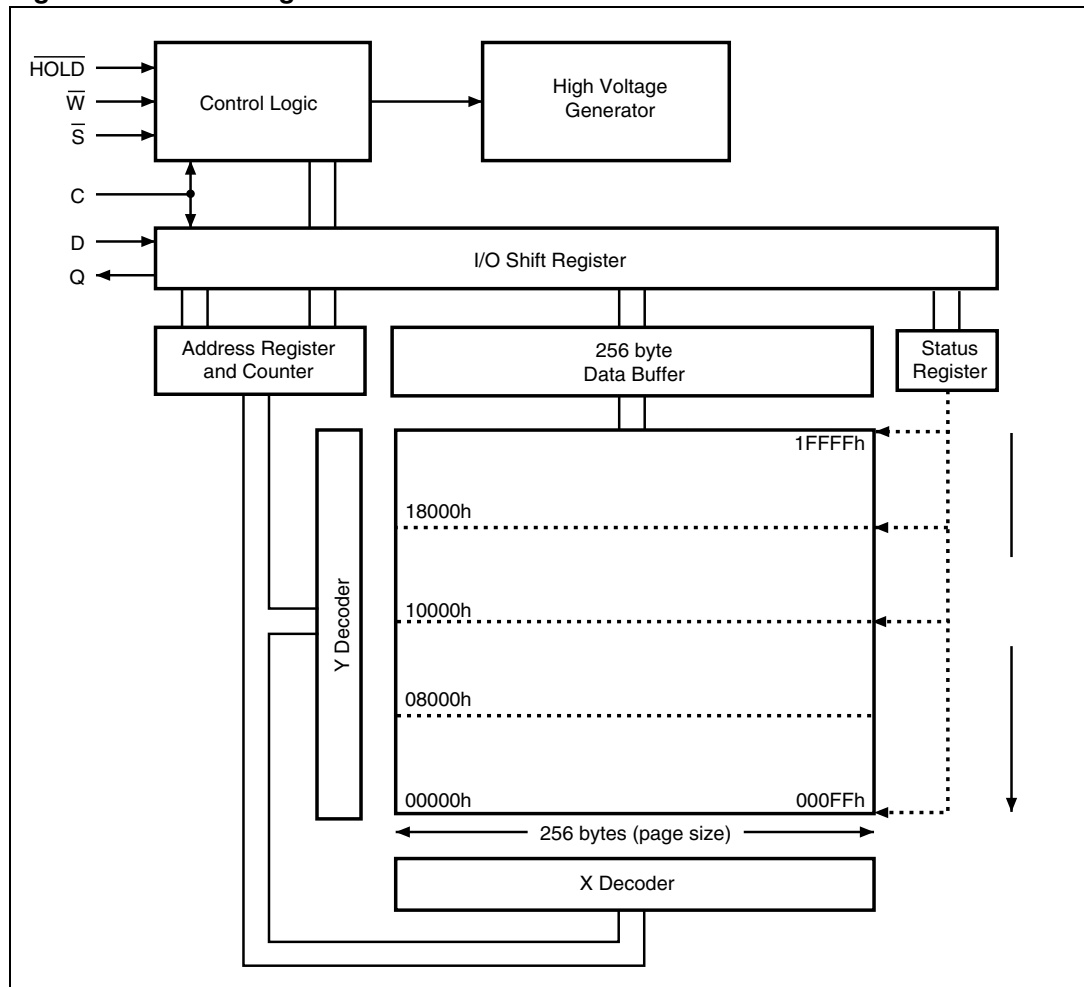 HOLD
W
S
C
D
Q
Control Logic
High Voltage
Generator
I/O Shift Register
Address Register
and Counter
256 byte
Data Buffer
Status
Register
1FFFFh
18000h
10000h
Y Decoder
08000h
00000h
000FFh
256 bytes (page size)
X Decoder